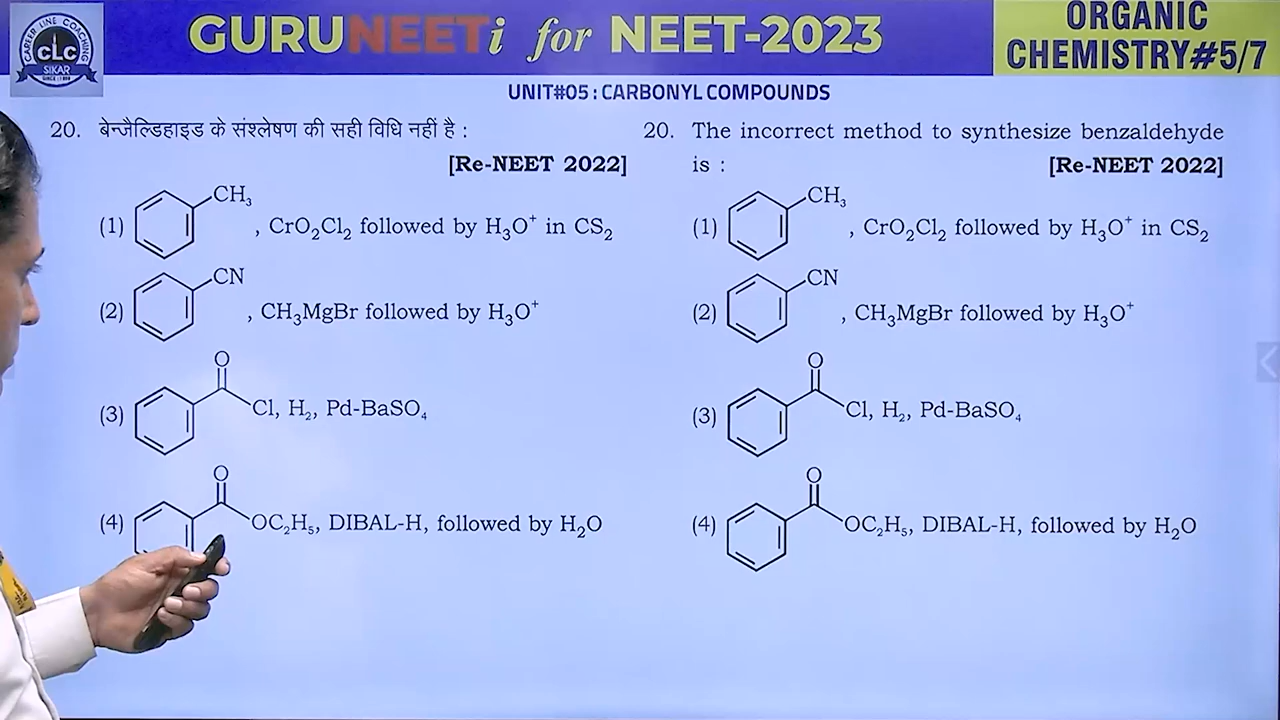 CAREER LINE COACHING
CLC
SIKAR
SINCE : 1996
GURUNEETi for NEET-2023
ORGANIC
CHEMISTRY#5/7
UNIT#05 : CARBONYL COMPOUNDS
20. बेन्जैल्डिहाइड के संश्लेषण की सही विधि नहीं है :
[Re-NEET 2022]
(1) CH₃ , CrO₂Cl₂ followed by H₃O⁺ in CS₂
(2) CN , CH₃MgBr followed by H₃O⁺
(3) O Cl, H₂, Pd-BaSO₄
(4) O OC₂H₅, DIBAL-H, followed by H₂O
20. The incorrect method to synthesize benzaldehyde
is : [Re-NEET 2022]
(1) CH₃ , CrO₂Cl₂ followed by H₃O⁺ in CS₂
(2) CN , CH₃MgBr followed by H₃O⁺
(3) O Cl, H₂, Pd-BaSO₄
(4) O OC₂H₅, DIBAL-H, followed by H₂O